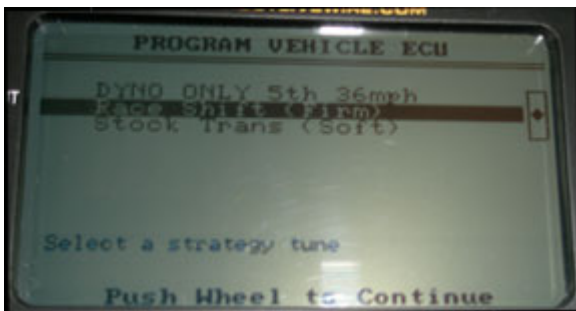 PROGRAM VEHICLE ECU
DYNO ONLY 5th 36mph
Race Shift (Firm)
Stock Trans (Soft)
Select a strategy tune
Push Wheel to Continue